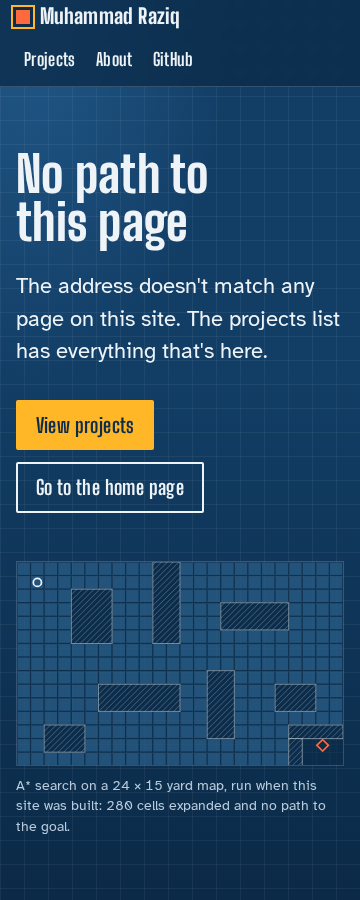 Muhammad Raziq
Projects About GitHub
No path to
this page
The address doesn't match any
page on this site. The projects list
has everything that's here.
View projects
Go to the home page
A* search on a 24 × 15 yard map, run when this
site was built: 280 cells expanded and no path to
the goal.